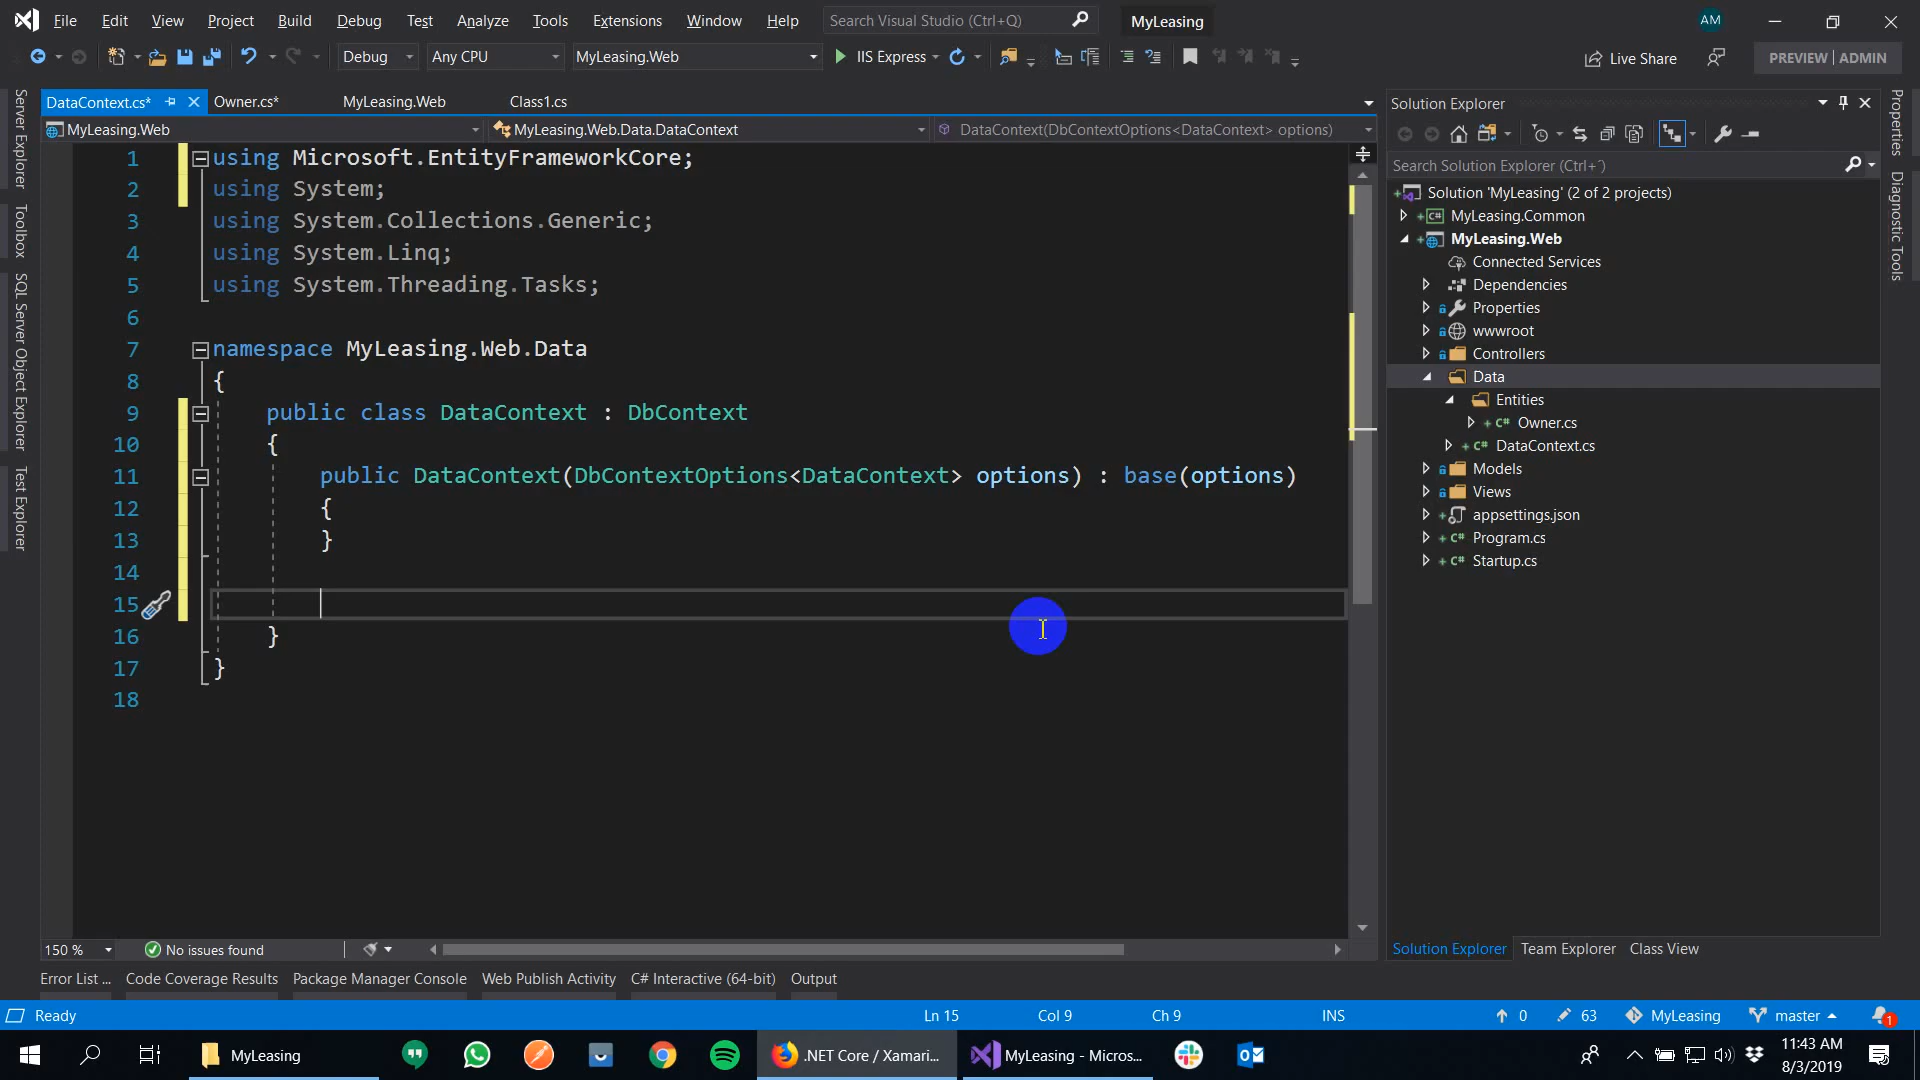 File Edit View Project Build Debug Test Analyze Tools Extensions Window Help Search Visual Studio (Ctrl+Q) MyLeasing AM
Debug Any CPU MyLeasing.Web IIS Express Live Share PREVIEW | ADMIN
DataContext.cs* Owner.cs* MyLeasing.Web Class1.cs
MyLeasing.Web MyLeasing.Web.Data.DataContext DataContext(DbContextOptions<DataContext> options)
Server Explorer
Toolbox
SQL Server Object Explorer
Test Explorer
1 using Microsoft.EntityFrameworkCore;
2 using System;
3 using System.Collections.Generic;
4 using System.Linq;
5 using System.Threading.Tasks;
6
7 namespace MyLeasing.Web.Data
8 {
9 public class DataContext : DbContext
10 {
11 public DataContext(DbContextOptions<DataContext> options) : base(options)
12 {
13 }
14
15
16 }
17 }
18
150 % No issues found
Solution Explorer
Search Solution Explorer (Ctrl+´)
Solution 'MyLeasing' (2 of 2 projects)
MyLeasing.Common
MyLeasing.Web
Connected Services
Dependencies
Properties
wwwroot
Controllers
Data
Entities
Owner.cs
DataContext.cs
Models
Views
appsettings.json
Program.cs
Startup.cs
Solution Explorer Team Explorer Class View
Properties
Diagnostic Tools
Error List ... Code Coverage Results Package Manager Console Web Publish Activity C# Interactive (64-bit) Output
Ready Ln 15 Col 9 Ch 9 INS 0 63 MyLeasing master 1
MyLeasing .NET Core / Xamari... MyLeasing - Micros... 11:43 AM
8/3/2019